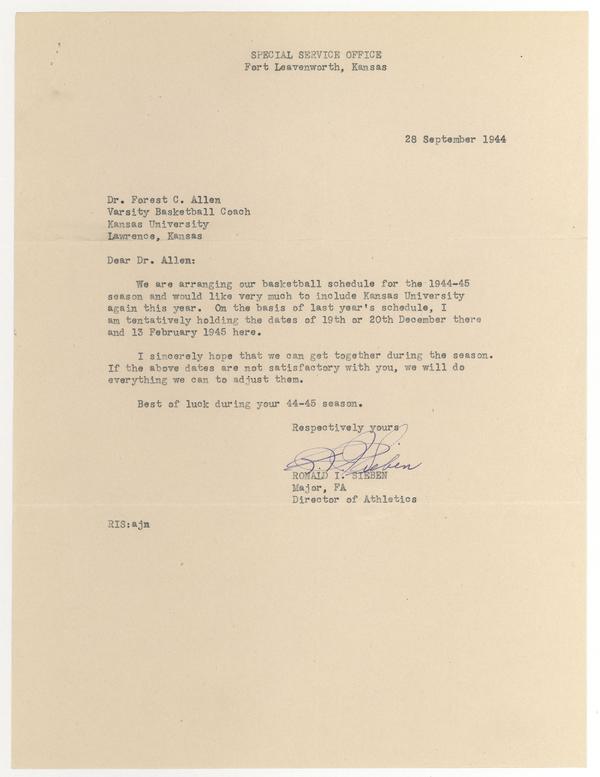 SPECIAL SERVICE OFFICE
Fort Leavenworth, Kansas
28 September 1944
Dr. Forest C. Allen
Varsity Basketball Coach
Kansas University
Lawrence, Kansas
Dear Dr. Allen:
We are arranging our basketball schedule for the 1944-45
season and would like very much to include Kansas University
again this year. On the basis of last year's schedule, I
am tentatively holding the dates of 19th or 20th December there
and 13 February 1945 here.
I sincerely hope that we can get together during the season.
If the above dates are not satisfactory with you, we will do
everything we can to adjust them.
Best of luck during your 44-45 season.
Respectively yours
R. I. Sieben
RONALD I. SIEBEN
Major, FA
Director of Athletics
RIS:ajn